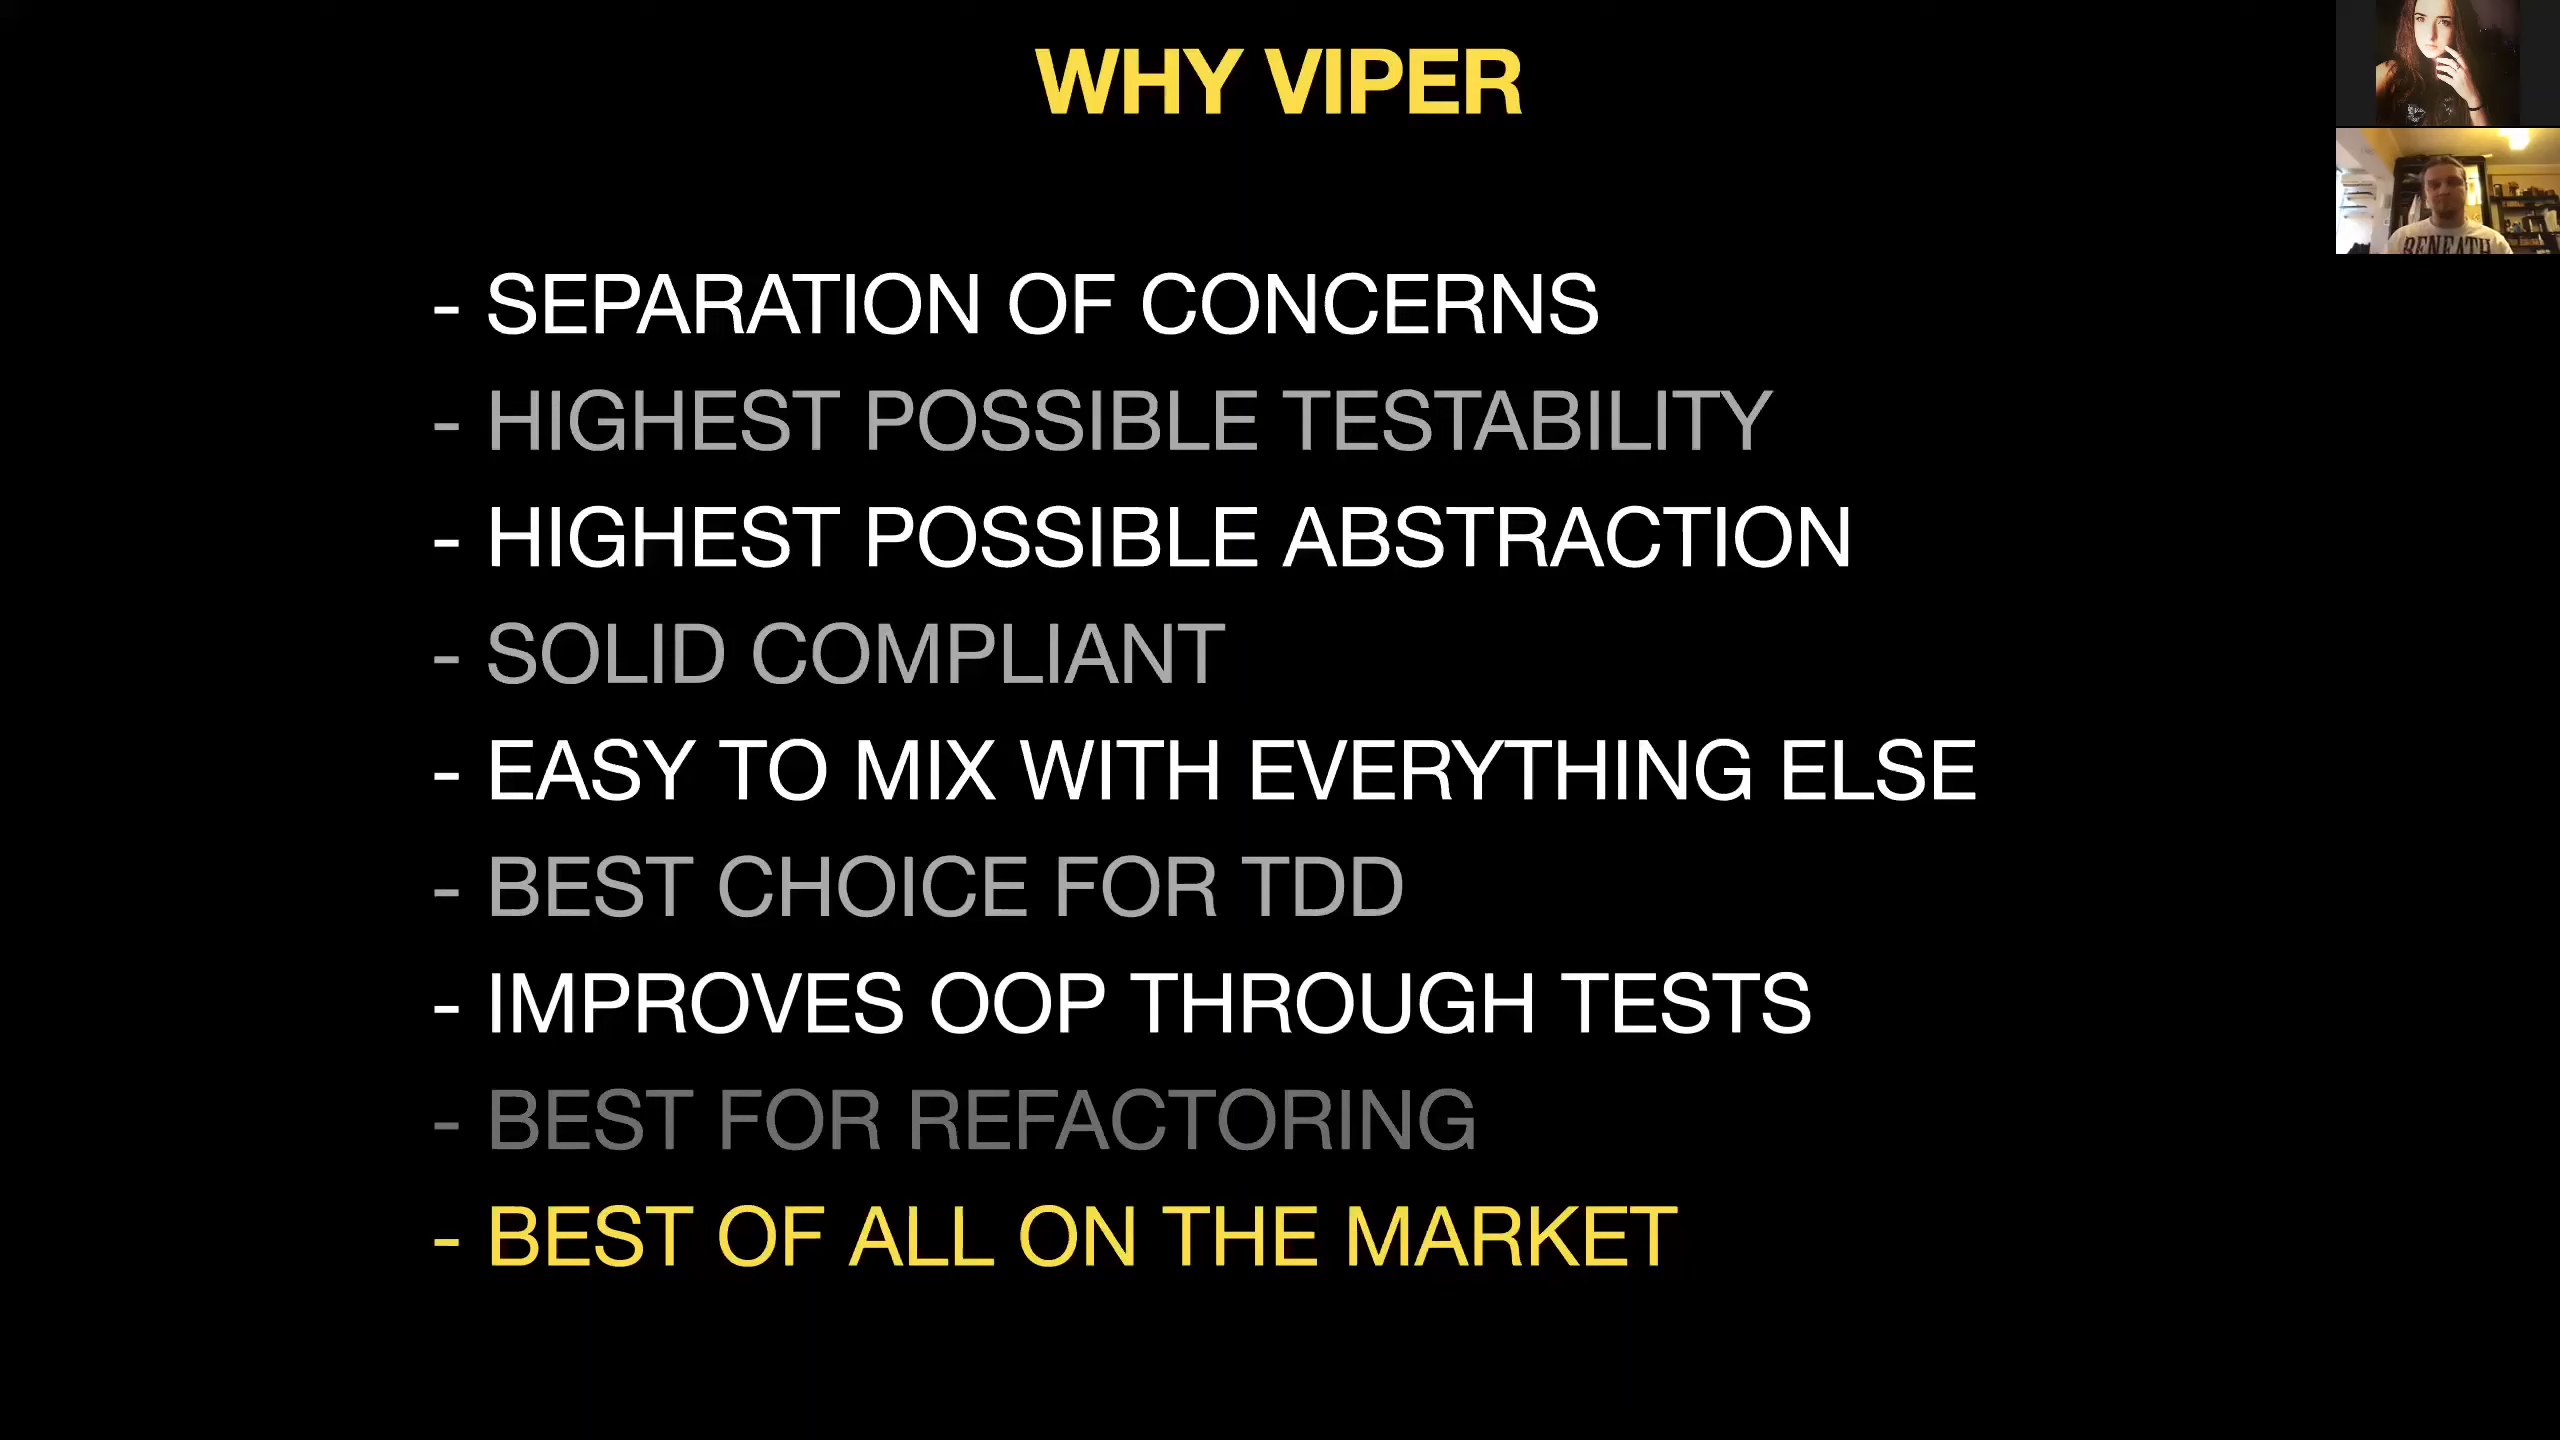 WHY VIPER
- SEPARATION OF CONCERNS
- HIGHEST POSSIBLE TESTABILITY
- HIGHEST POSSIBLE ABSTRACTION
- SOLID COMPLIANT
- EASY TO MIX WITH EVERYTHING ELSE
- BEST CHOICE FOR TDD
- IMPROVES OOP THROUGH TESTS
- BEST FOR REFACTORING
- BEST OF ALL ON THE MARKET
BENEATH